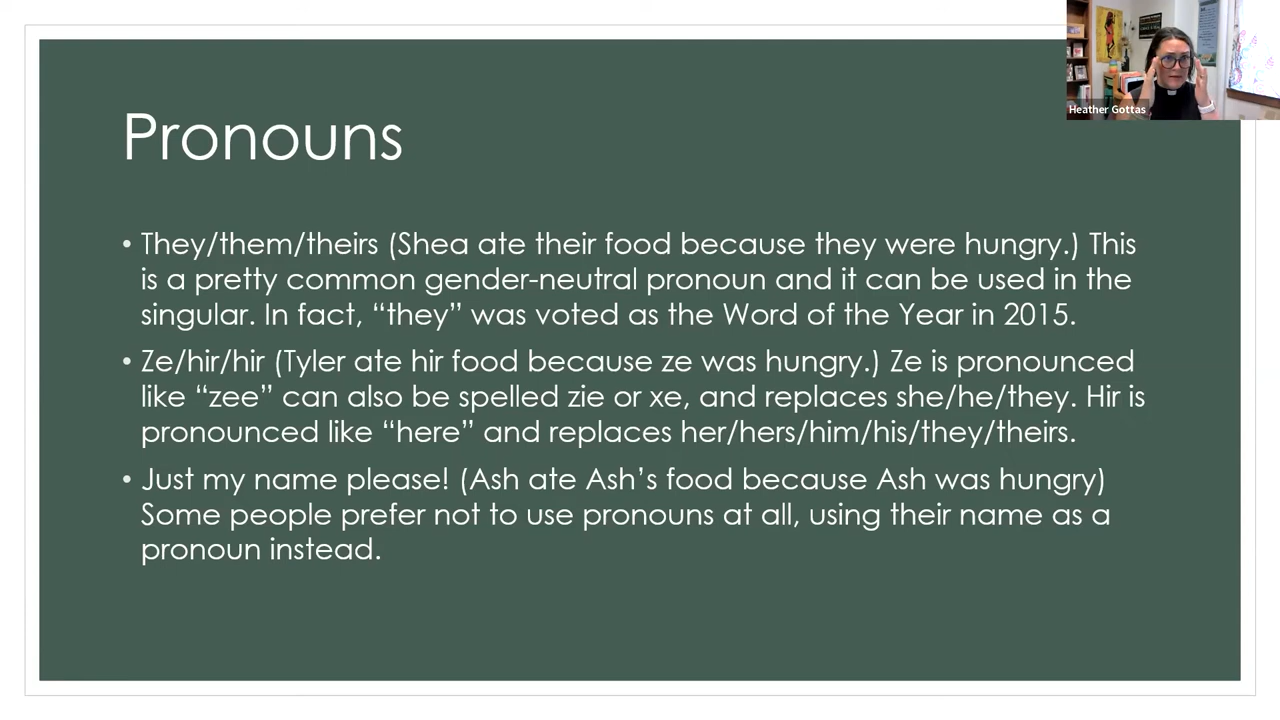 Heather Gottas
Pronouns
• They/them/theirs (Shea ate their food because they were hungry.) This
is a pretty common gender-neutral pronoun and it can be used in the
singular. In fact, “they” was voted as the Word of the Year in 2015.
• Ze/hir/hir (Tyler ate hir food because ze was hungry.) Ze is pronounced
like “zee” can also be spelled zie or xe, and replaces she/he/they. Hir is
pronounced like “here” and replaces her/hers/him/his/they/theirs.
• Just my name please! (Ash ate Ash’s food because Ash was hungry)
Some people prefer not to use pronouns at all, using their name as a
pronoun instead.